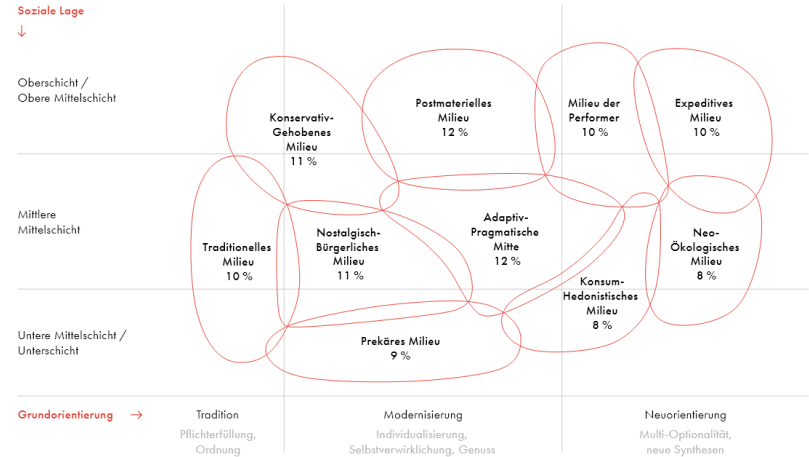 Soziale Lage
↓
Oberschicht /
Obere Mittelschicht
Konservativ-
Gehobenes
Milieu
11 %
Postmaterielles
Milieu
12 %
Milieu der
Performer
10 %
Expeditives
Milieu
10 %
Mittlere
Mittelschicht
Traditionelles
Milieu
10 %
Nostalgisch-
Bürgerliches
Milieu
11 %
Adaptiv-
Pragmatische
Mitte
12 %
Neo-
Ökologisches
Milieu
8 %
Konsum-
Hedonistisches
Milieu
8 %
Untere Mittelschicht /
Unterschicht
Prekäres Milieu
9 %
Grundorientierung →
Tradition
Pflichterfüllung,
Ordnung
Modernisierung
Individualisierung,
Selbstverwirklichung, Genuss
Neuorientierung
Multi-Optionalität,
neue Synthesen